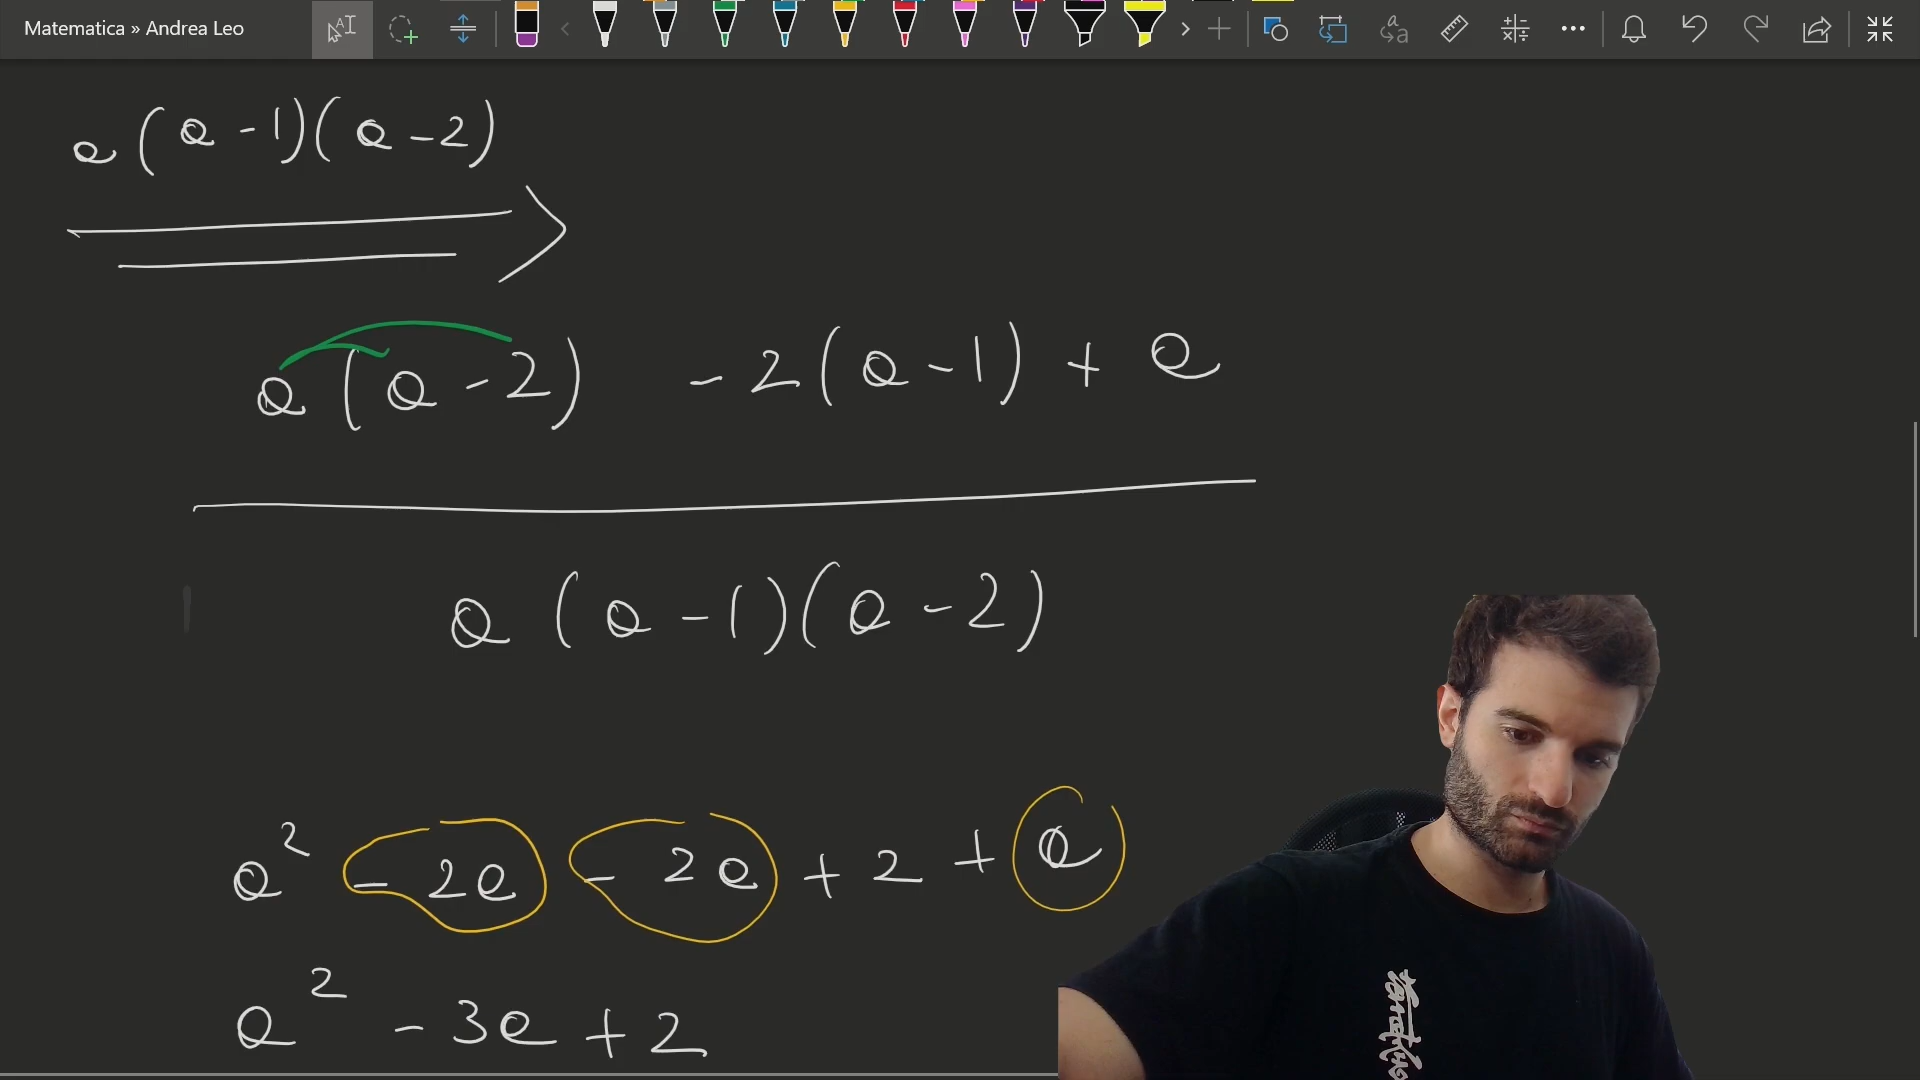 Matematica » Andrea Leo
a(a-1)(a-2)
a(a-2) -2(a-1) + a
a(a-1)(a-2)
a² - 2a - 2a + 2 + a
a² - 3a + 2